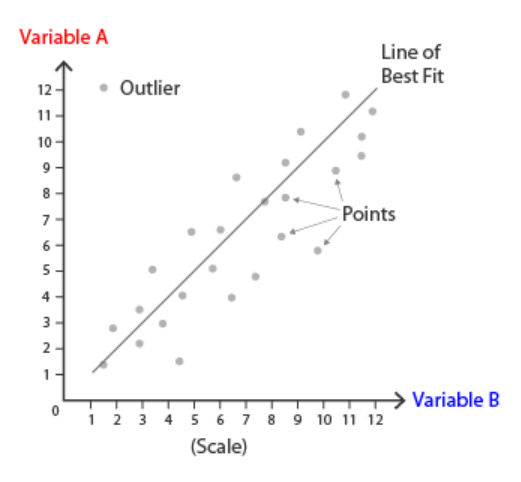 Variable A
Line of
Best Fit
Outlier
12
11
10
9
8
7
6
5
4
3
2
1
0
Points
1 2 3 4 5 6 7 8 9 10 11 12
Variable B
(Scale)